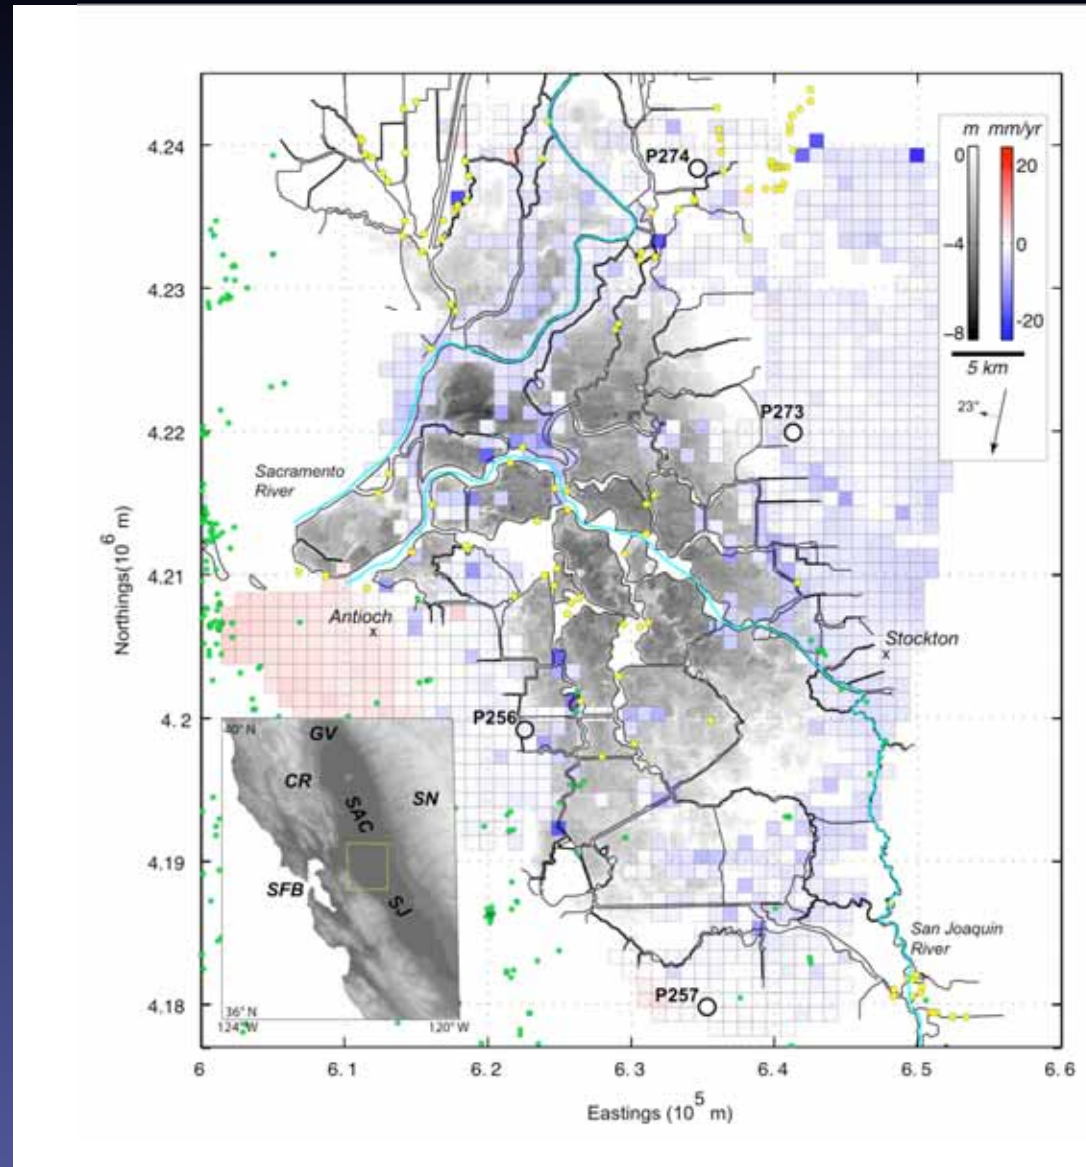 4.24
4.23
4.22
4.21
4.2
4.19
4.18
Northings(10⁶ m)
6
6.1
6.2
6.3
6.4
6.5
6.6
Eastings (10⁵ m)
m mm/yr
0
−4
−8
20
0
-20
5 km
23°
P274
P273
P256
P257
Sacramento
River
Antioch
x
Stockton
x
San Joaquin
River
40° N
GV
CR
SAC
SN
SFB
SJ
36° N
124° W
120° W